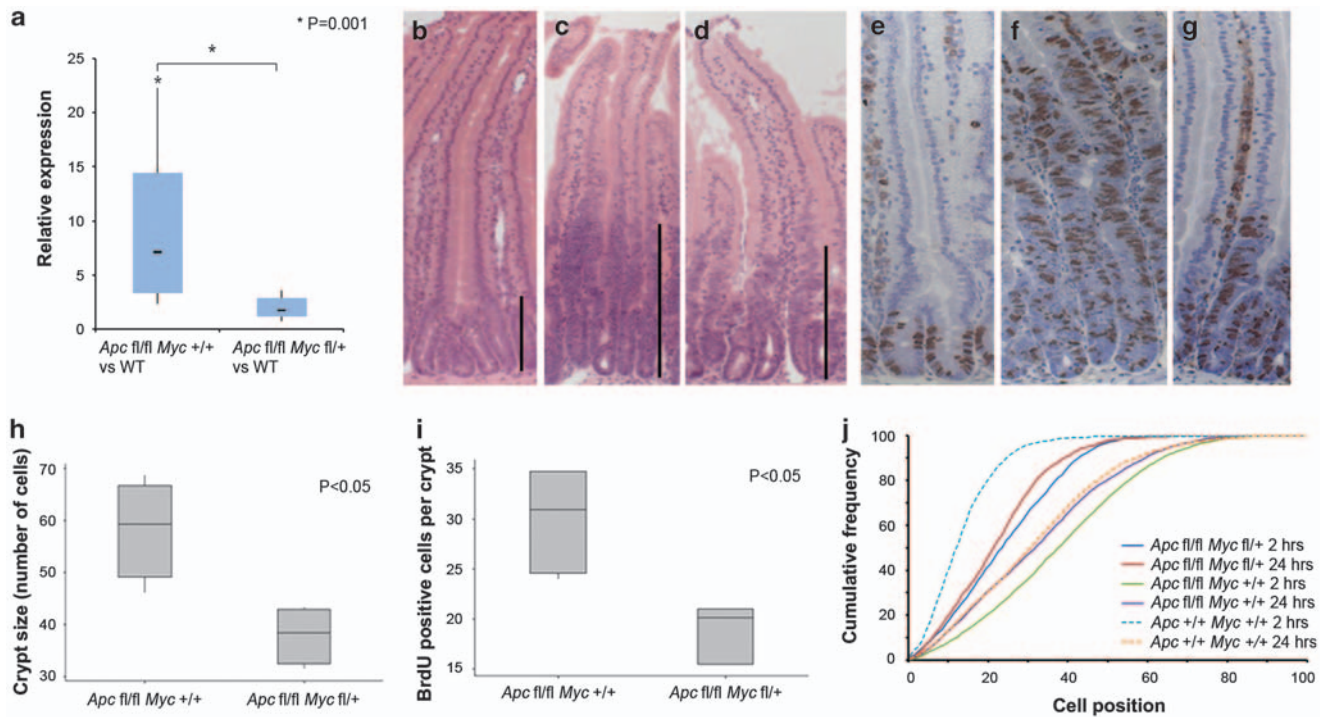 a
* P=0.001
*
*
25
20
15
10
5
0
Relative expression
Apc fl/fl Myc +/+
vs WT
Apc fl/fl Myc fl/+
vs WT
b
c
d
e
f
g
h
70
60
50
40
30
Crypt size (number of cells)
P<0.05
Apc fl/fl Myc +/+
Apc fl/fl Myc fl/+
i
35
30
25
20
15
BrdU positive cells per crypt
P<0.05
Apc fl/fl Myc +/+
Apc fl/fl Myc fl/+
j
100
80
60
40
20
0
Cumulative frequency
Apc fl/fl Myc fl/+ 2 hrs
Apc fl/fl Myc fl/+ 24 hrs
Apc fl/fl Myc +/+ 2 hrs
Apc fl/fl Myc +/+ 24 hrs
Apc +/+ Myc +/+ 2 hrs
Apc +/+ Myc +/+ 24 hrs
0 20 40 60 80 100
Cell position